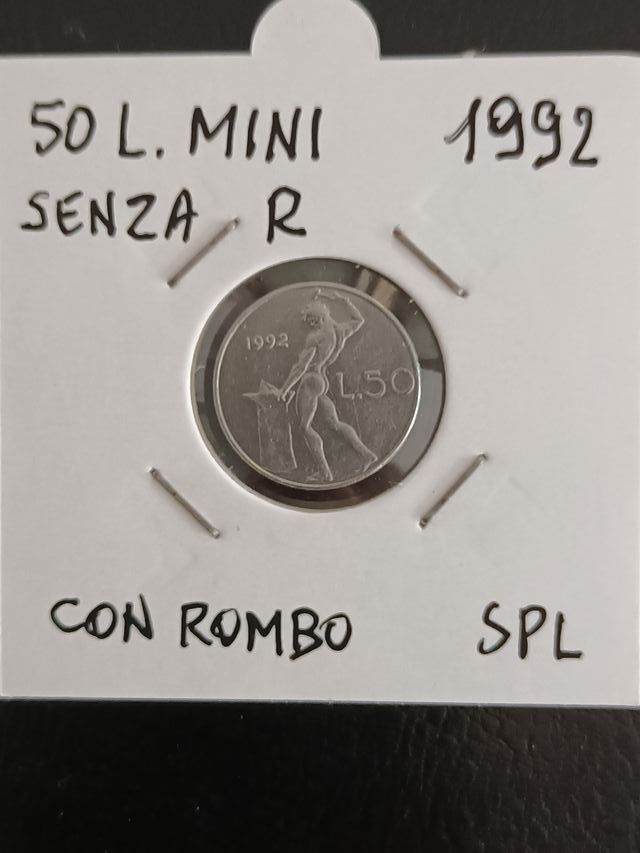 50 L. MINI 1992
SENZA R
1992
L.50
CON ROMBO SPL